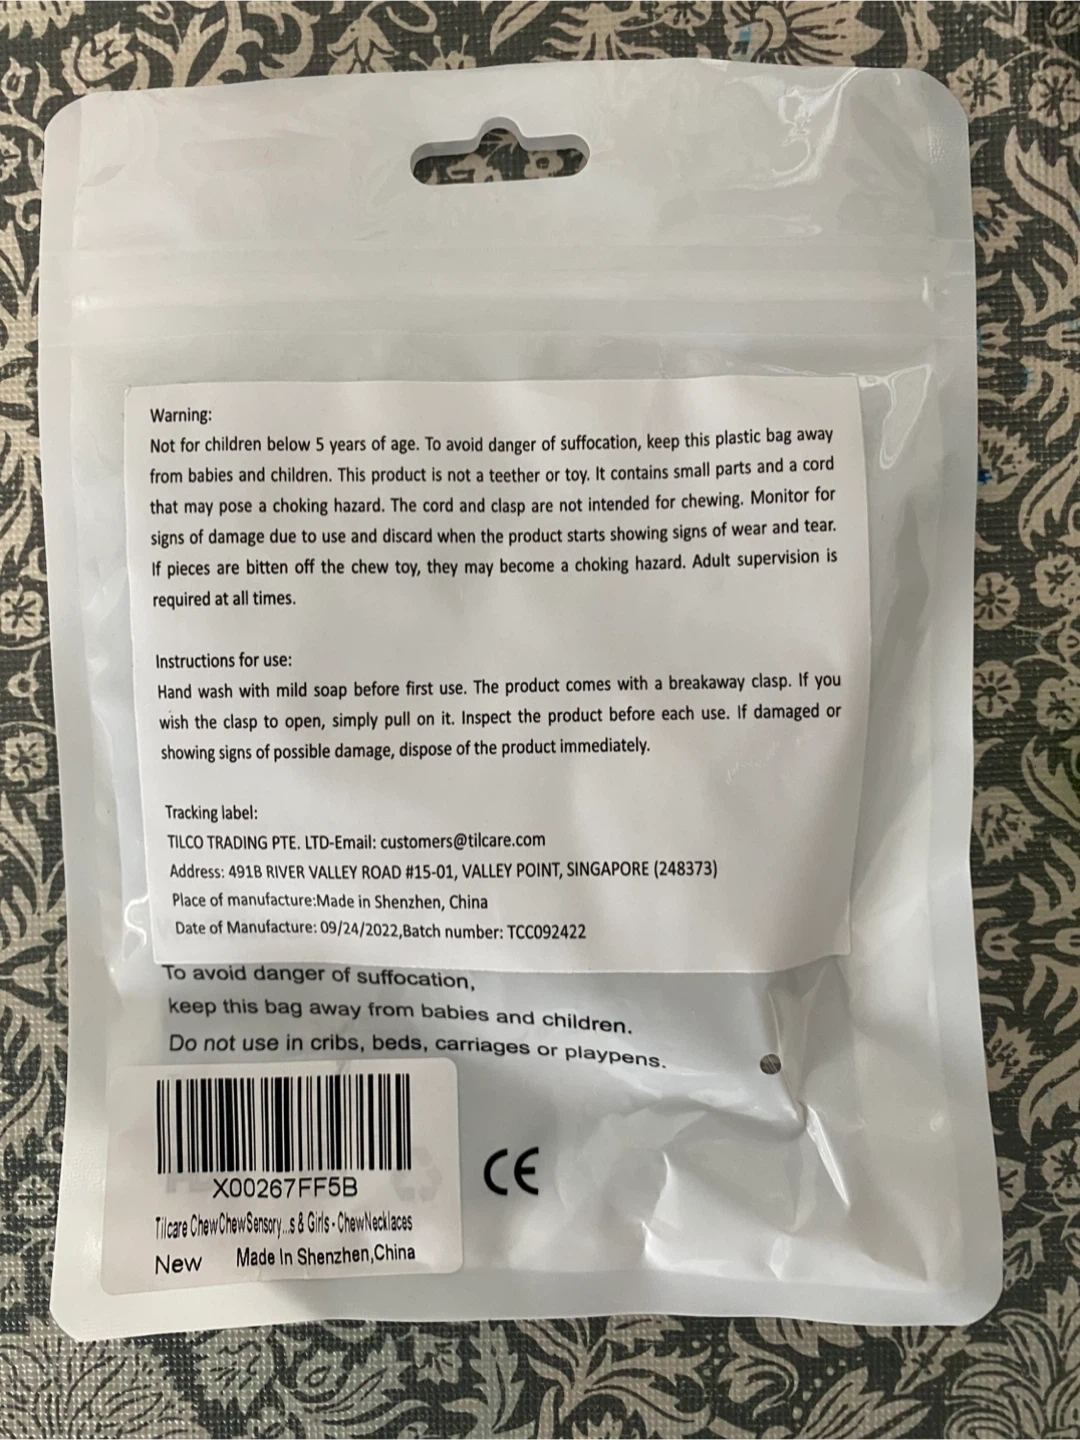 Warning:
Not for children below 5 years of age. To avoid danger of suffocation, keep this plastic bag away
from babies and children. This product is not a teether or toy. It contains small parts and a cord
that may pose a choking hazard. The cord and clasp are not intended for chewing. Monitor for
signs of damage due to use and discard when the product starts showing signs of wear and tear.
If pieces are bitten off the chew toy, they may become a choking hazard. Adult supervision is
required at all times.
Instructions for use:
Hand wash with mild soap before first use. The product comes with a breakaway clasp. If you
wish the clasp to open, simply pull on it. Inspect the product before each use. If damaged or
showing signs of possible damage, dispose of the product immediately.
Tracking label:
TILCO TRADING PTE. LTD-Email: customers@tilcare.com
Address: 491B RIVER VALLEY ROAD #15-01, VALLEY POINT, SINGAPORE (248373)
Place of manufacture:Made in Shenzhen, China
Date of Manufacture: 09/24/2022,Batch number: TCC092422
To avoid danger of suffocation,
keep this bag away from babies and children.
Do not use in cribs, beds, carriages or playpens.
X00267FF5B
Tilcare ChewChewSensory...s & Girls - ChewNecklaces
New Made In Shenzhen,China
CE